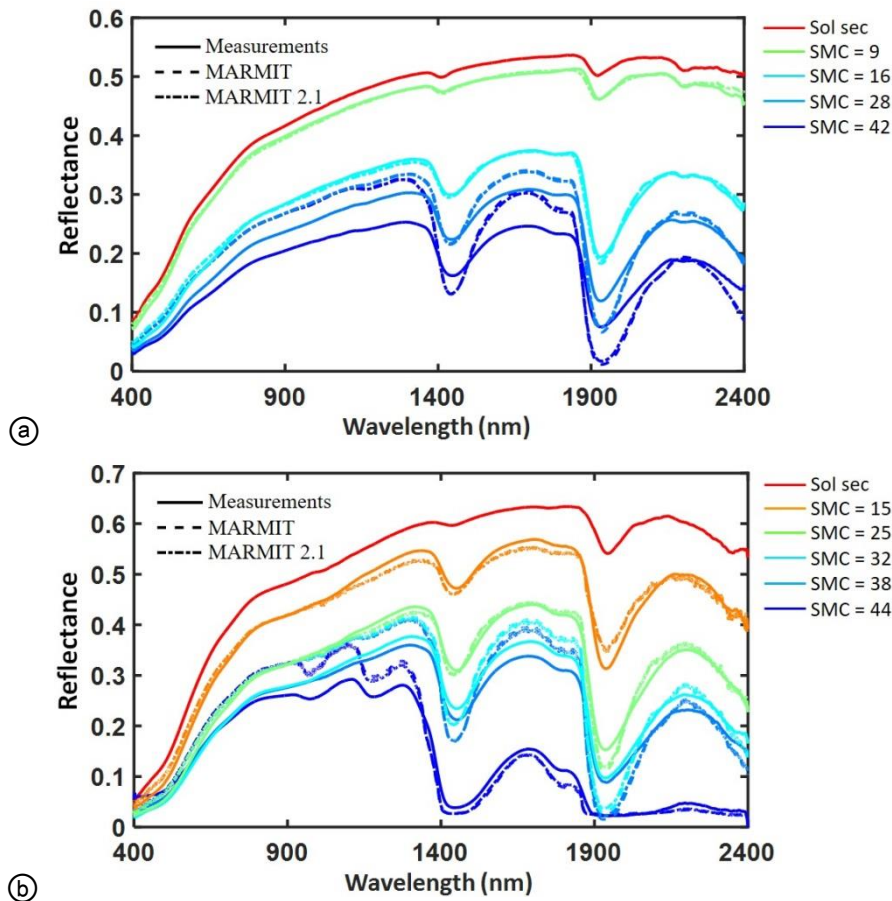 0.6
0.5
0.4
0.3
0.2
0.1
0
Reflectance
Measurements
MARMIT
MARMIT 2.1
Sol sec
SMC = 9
SMC = 16
SMC = 28
SMC = 42
400 900 1400 1900 2400
Wavelength (nm)
a
0.7
0.6
0.5
0.4
0.3
0.2
0.1
0
Reflectance
Measurements
MARMIT
MARMIT 2.1
Sol sec
SMC = 15
SMC = 25
SMC = 32
SMC = 38
SMC = 44
400 900 1400 1900 2400
Wavelength (nm)
b